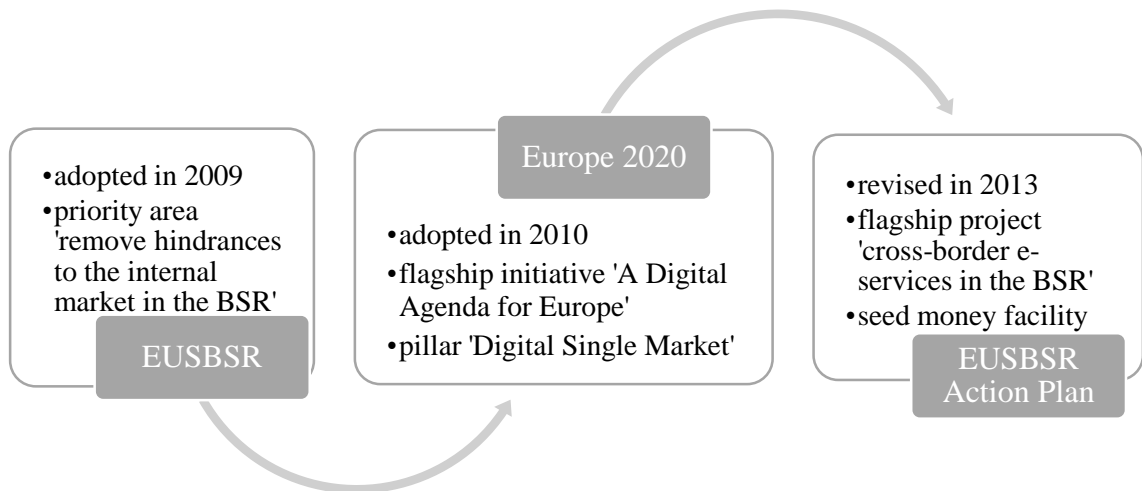 •adopted in 2009
•priority area
'remove hindrances
to the internal
market in the BSR'
EUSBSR
Europe 2020
•adopted in 2010
•flagship initiative 'A Digital
Agenda for Europe'
•pillar 'Digital Single Market'
•revised in 2013
•flagship project
'cross-border e-
services in the BSR'
•seed money facility
EUSBSR
Action Plan